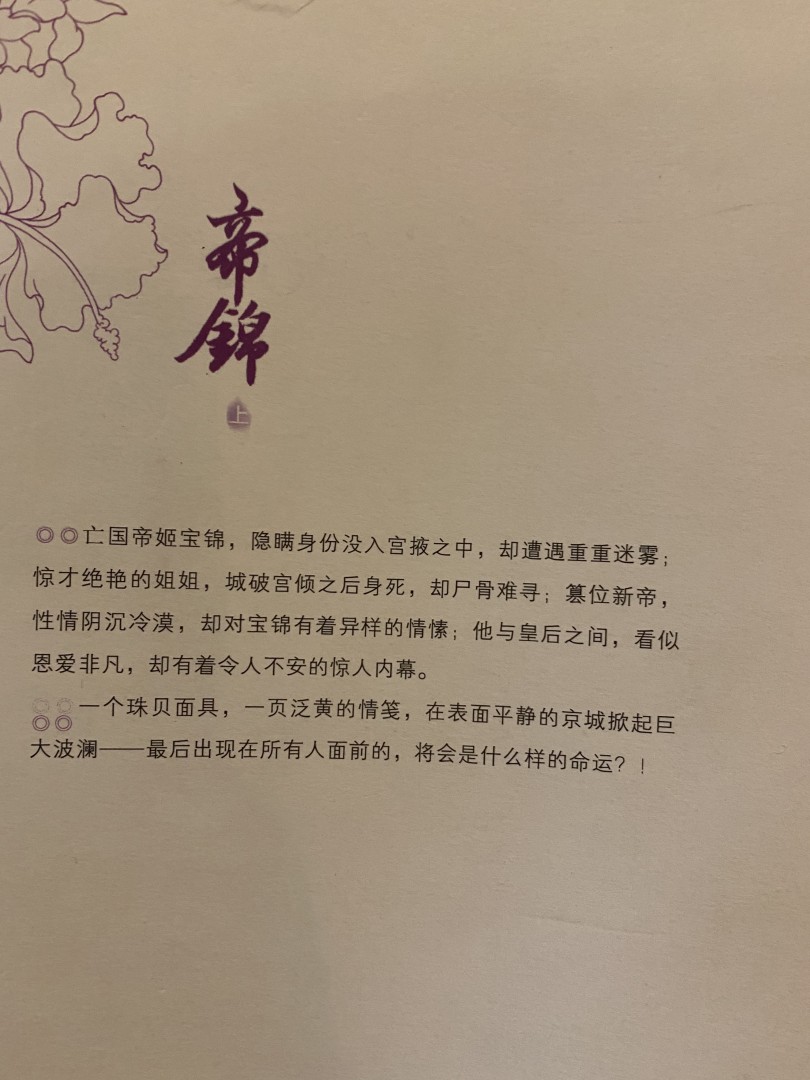 帝
錦
上
◎◎亡国帝姬宝锦，隐瞒身份没入宫掖之中，却遭遇重重迷雾；
惊才绝艳的姐姐，城破宫倾之后身死，却尸骨难寻；篡位新帝，
性情阴沉冷漠，却对宝锦有着异样的情愫；他与皇后之间，看似
恩爱非凡，却有着令人不安的惊人内幕。
◎◎一个珠贝面具，一页泛黄的情笺，在表面平静的京城掀起巨
大波澜——最后出现在所有人面前的，将会是什么样的命运？！